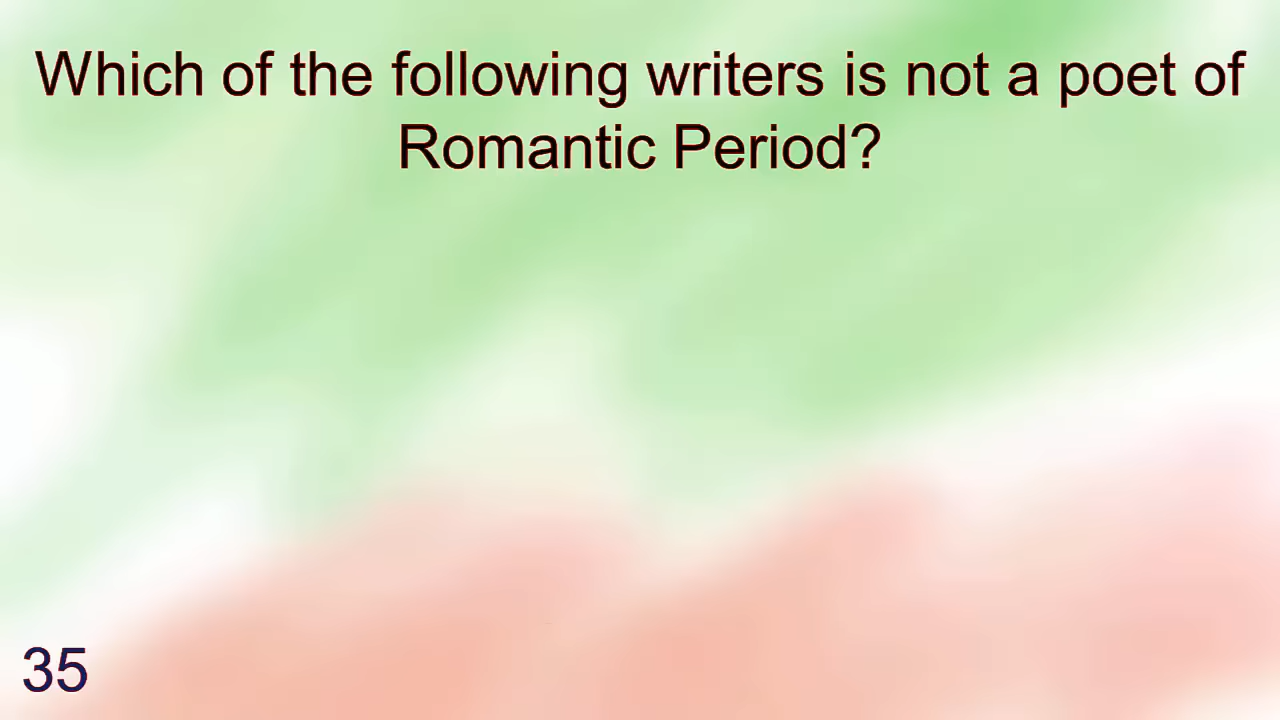 Which of the following writers is not a poet of
Romantic Period?
35